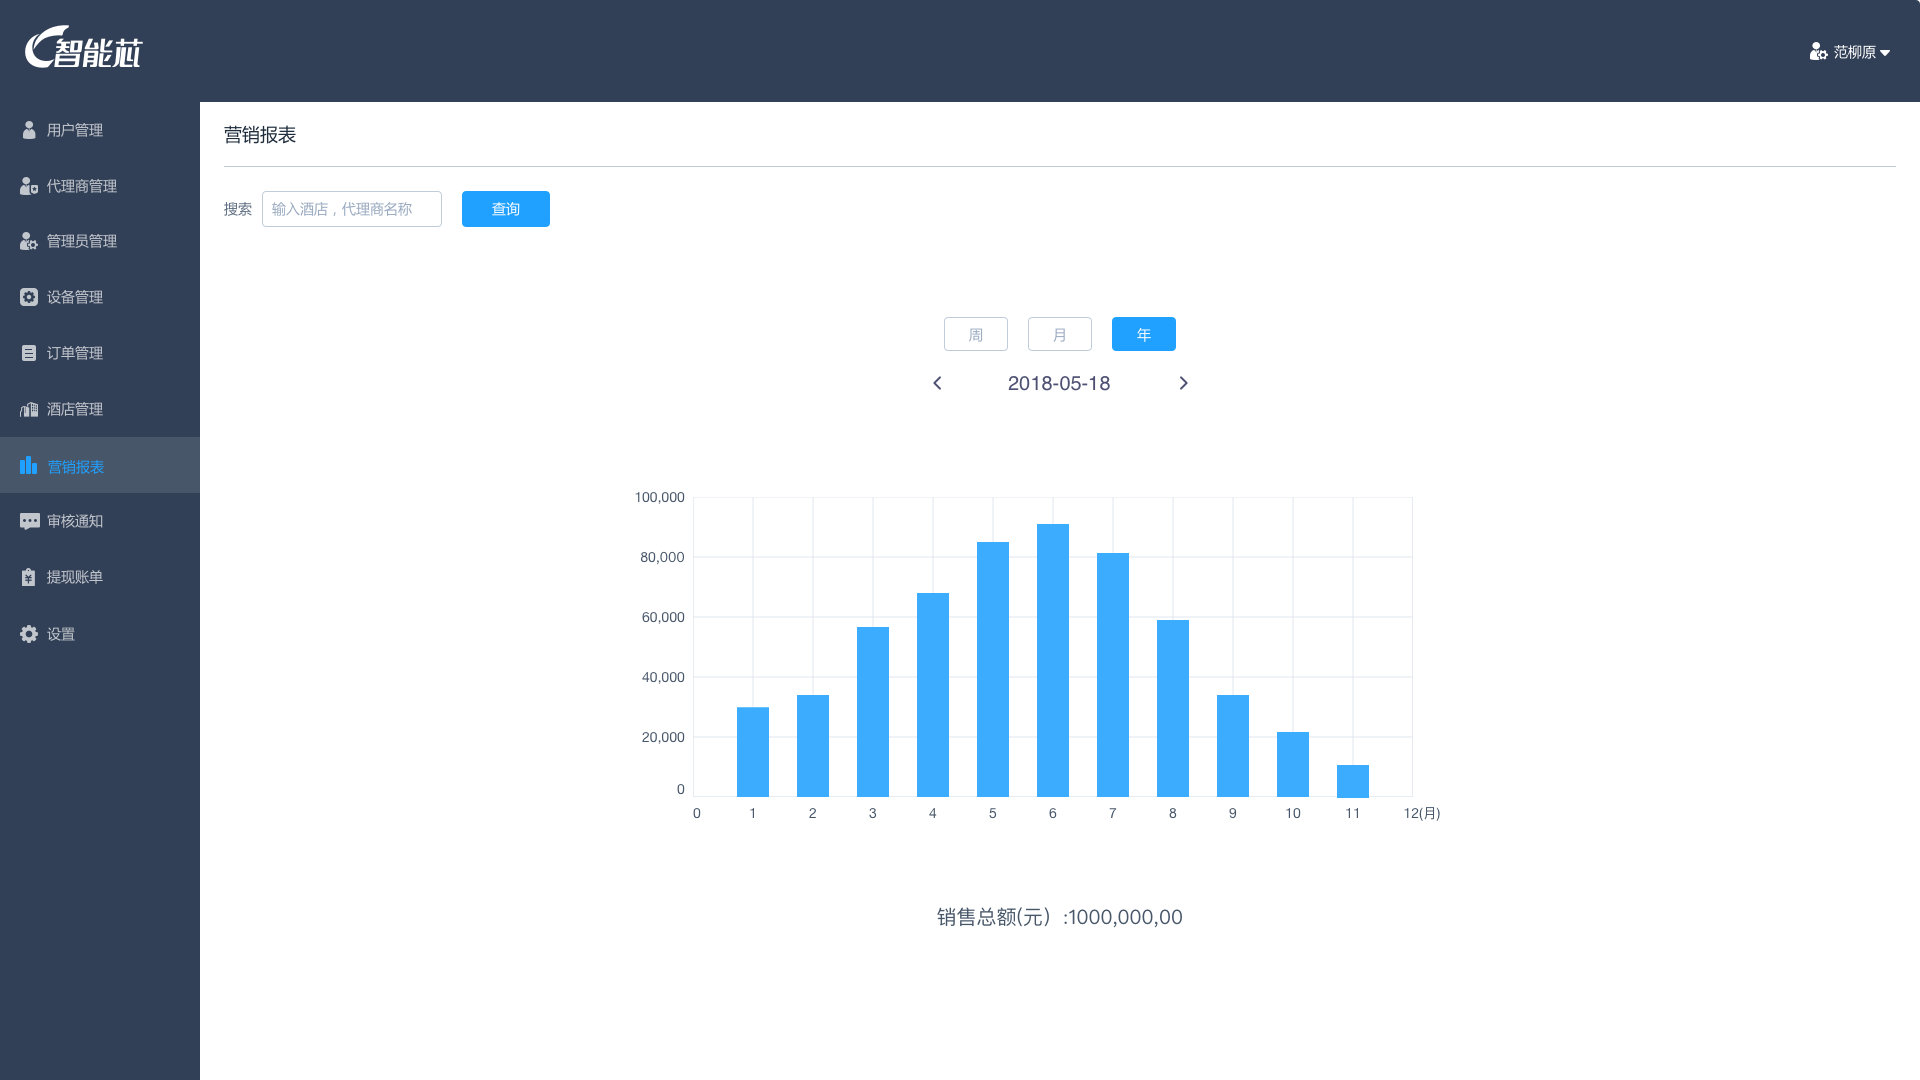 智能芯
范柳原
用户管理
代理商管理
管理员管理
设备管理
订单管理
酒店管理
营销报表
审核通知
提现账单
设置
营销报表
搜索 输入酒店，代理商名称 查询
周 月 年
2018-05-18
100,000
80,000
60,000
40,000
20,000
0
0 1 2 3 4 5 6 7 8 9 10 11 12(月)
销售总额(元）:1000,000,00